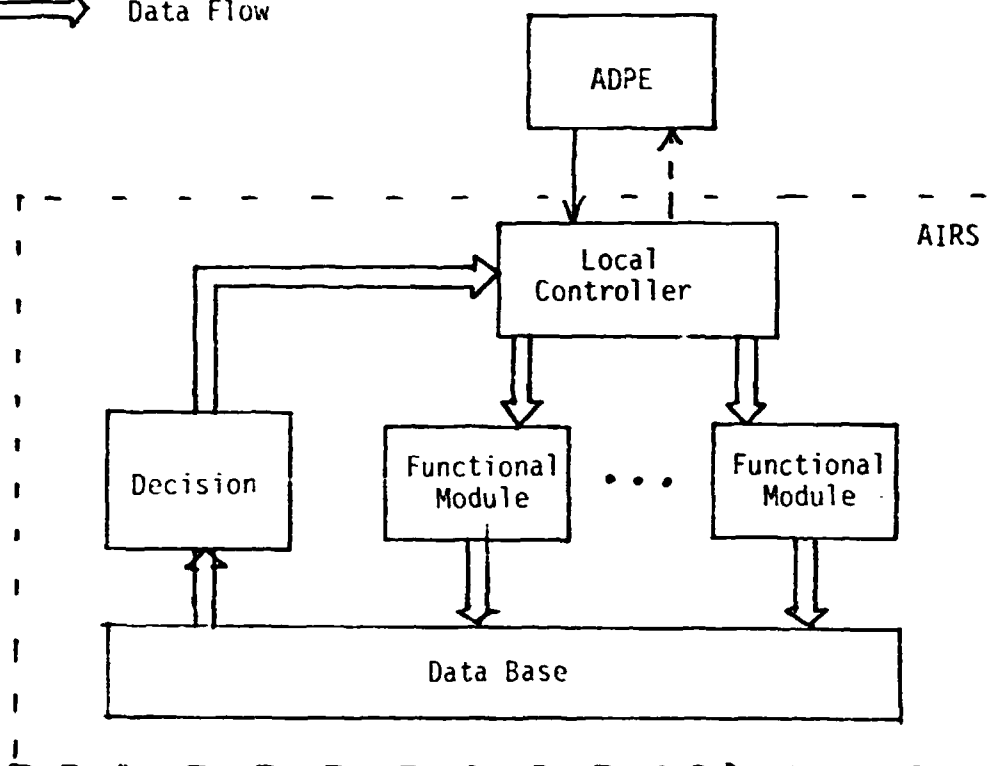 Data Flow
ADPE
AIRS
Local
Controller
Decision
Functional
Module
Functional
Module
Data Base